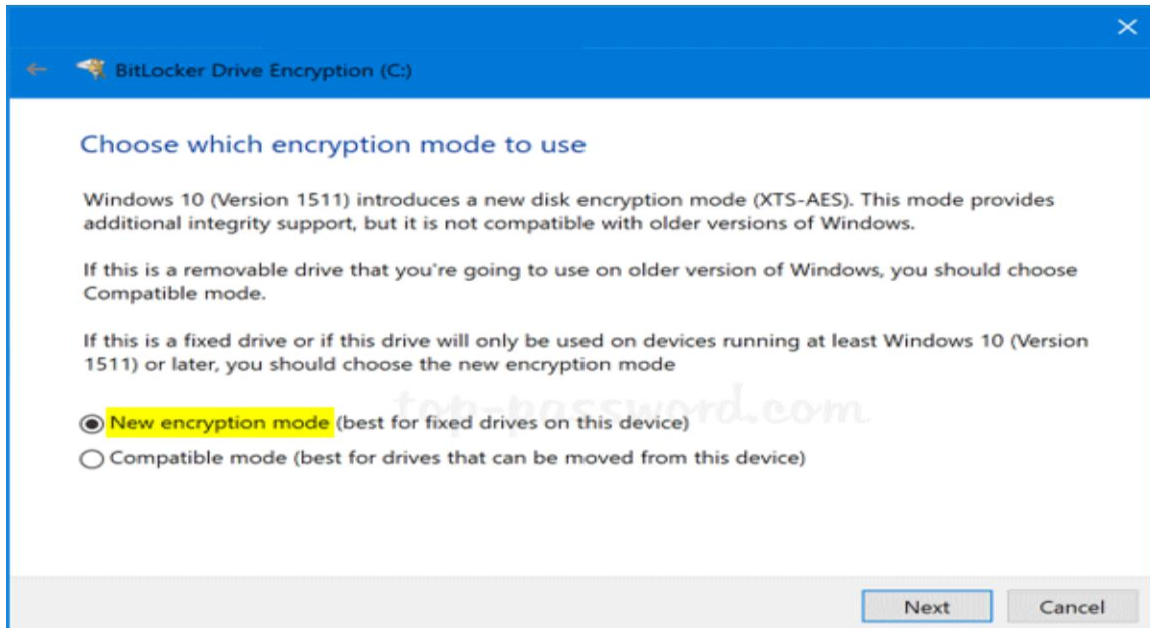 BitLocker Drive Encryption (C:)
Choose which encryption mode to use
Windows 10 (Version 1511) introduces a new disk encryption mode (XTS-AES). This mode provides
additional integrity support, but it is not compatible with older versions of Windows.
If this is a removable drive that you're going to use on older version of Windows, you should choose
Compatible mode.
If this is a fixed drive or if this drive will only be used on devices running at least Windows 10 (Version
1511) or later, you should choose the new encryption mode
top-password.com
New encryption mode (best for fixed drives on this device)
Compatible mode (best for drives that can be moved from this device)
Next Cancel